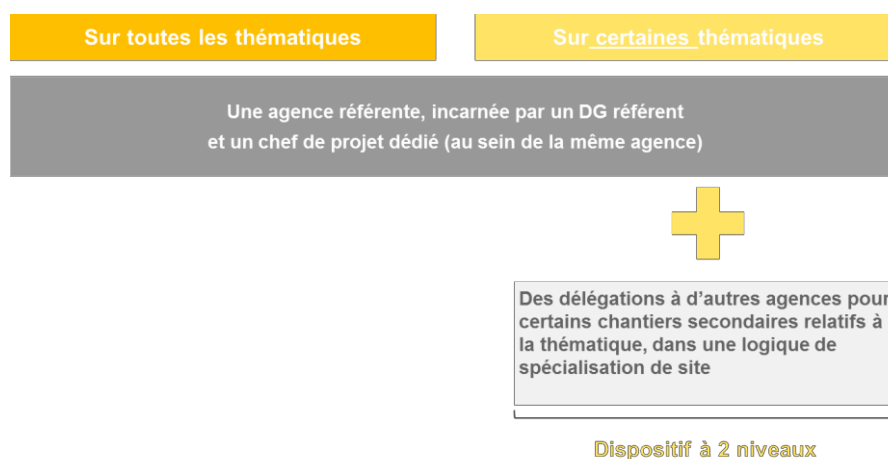 Sur toutes les thématiques
Sur certaines thématiques
Une agence référente, incarnée par un DG référent
et un chef de projet dédié (au sein de la même agence)
Des délégations à d'autres agences pour
certains chantiers secondaires relatifs à
la thématique, dans une logique de
spécialisation de site
Dispositif à 2 niveaux